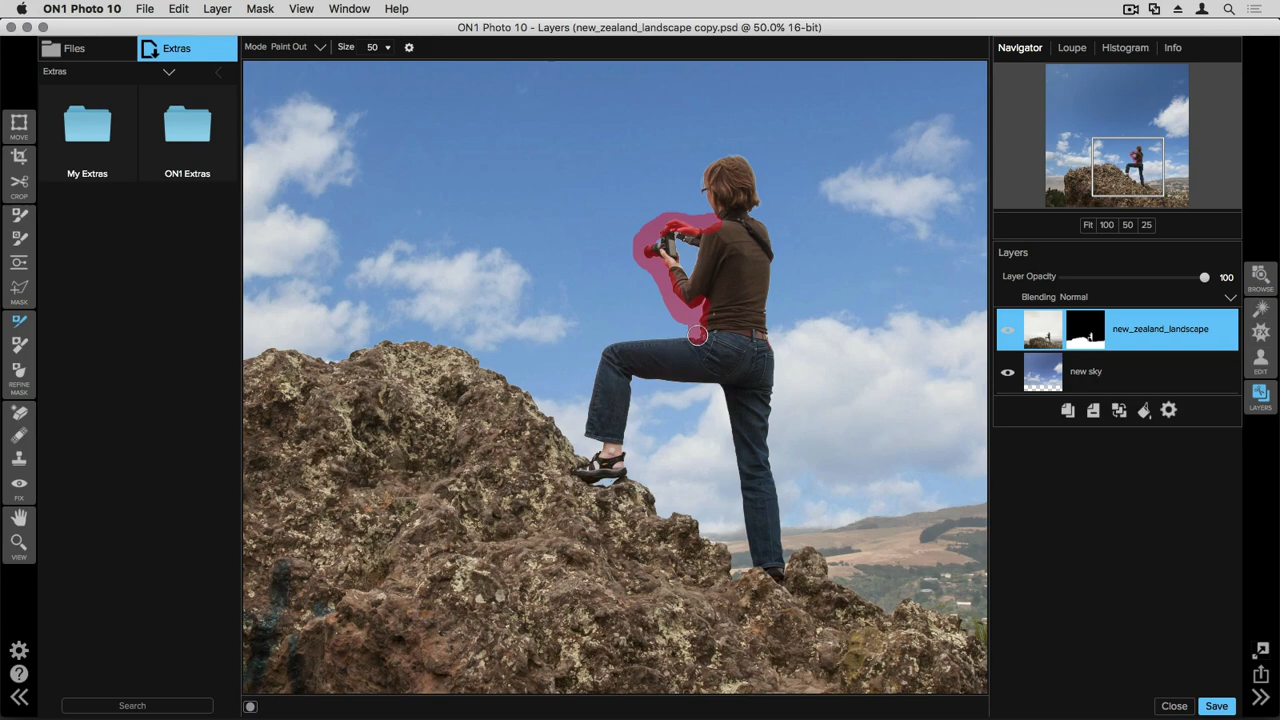 ON1 Photo 10 File Edit Layer Mask View Window Help
ON1 Photo 10 - Layers (new_zealand_landscape copy.psd @ 50.0% 16-bit)
Files Extras
Mode Paint Out Size 50
Navigator Loupe Histogram Info
Extras
My Extras ON1 Extras
MOVE
CROP
MASK
REFINE
MASK
FIX
VIEW
Fit 100 50 25
Layers
Layer Opacity 100
Blending Normal
new_zealand_landscape
new sky
BROWSE
FX
EDIT
LAYERS
Search
Close Save